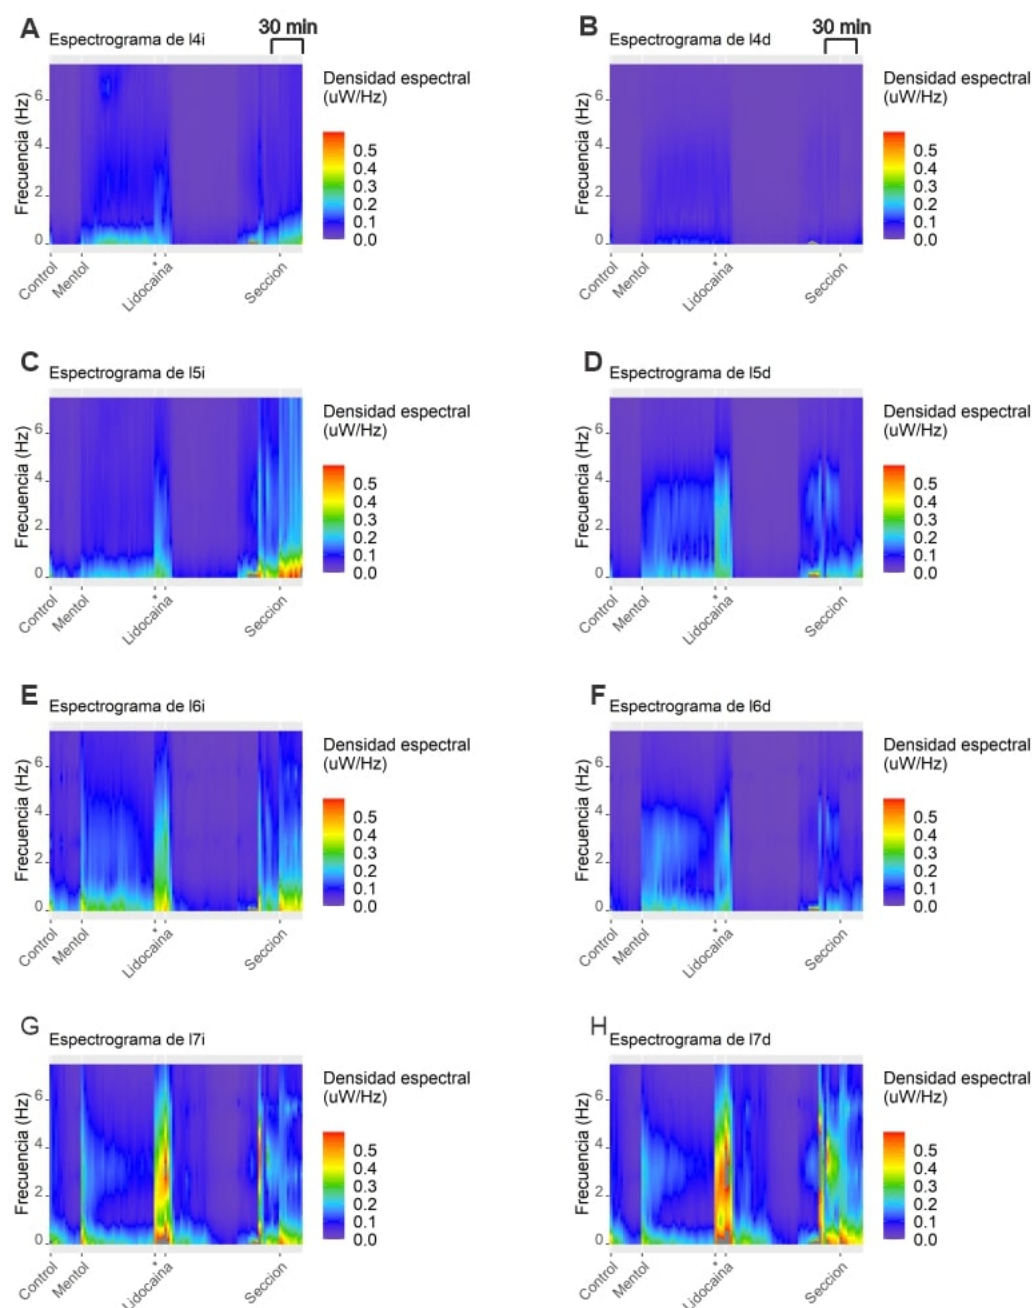 A
Espectrograma de l4i
30 min
Densidad espectral
(uW/Hz)
Frecuencia (Hz)
6
4
2
0
0.5
0.4
0.3
0.2
0.1
0.0
Control
Mentol
*
Lidocaina
Seccion
B
Espectrograma de l4d
30 min
Densidad espectral
(uW/Hz)
Frecuencia (Hz)
6
4
2
0
0.5
0.4
0.3
0.2
0.1
0.0
Control
Mentol
*
Lidocaina
Seccion
C
Espectrograma de l5i
Densidad espectral
(uW/Hz)
Frecuencia (Hz)
6
4
2
0
0.5
0.4
0.3
0.2
0.1
0.0
Control
Mentol
*
Lidocaina
Seccion
D
Espectrograma de l5d
Densidad espectral
(uW/Hz)
Frecuencia (Hz)
6
4
2
0
0.5
0.4
0.3
0.2
0.1
0.0
Control
Mentol
*
Lidocaina
Seccion
E
Espectrograma de l6i
Densidad espectral
(uW/Hz)
Frecuencia (Hz)
6
4
2
0
0.5
0.4
0.3
0.2
0.1
0.0
Control
Mentol
*
Lidocaina
Seccion
F
Espectrograma de l6d
Densidad espectral
(uW/Hz)
Frecuencia (Hz)
6
4
2
0
0.5
0.4
0.3
0.2
0.1
0.0
Control
Mentol
*
Lidocaina
Seccion
G
Espectrograma de l7i
Densidad espectral
(uW/Hz)
Frecuencia (Hz)
6
4
2
0
0.5
0.4
0.3
0.2
0.1
0.0
Control
Mentol
*
Lidocaina
Seccion
H
Espectrograma de l7d
Densidad espectral
(uW/Hz)
Frecuencia (Hz)
6
4
2
0
0.5
0.4
0.3
0.2
0.1
0.0
Control
Mentol
*
Lidocaina
Seccion